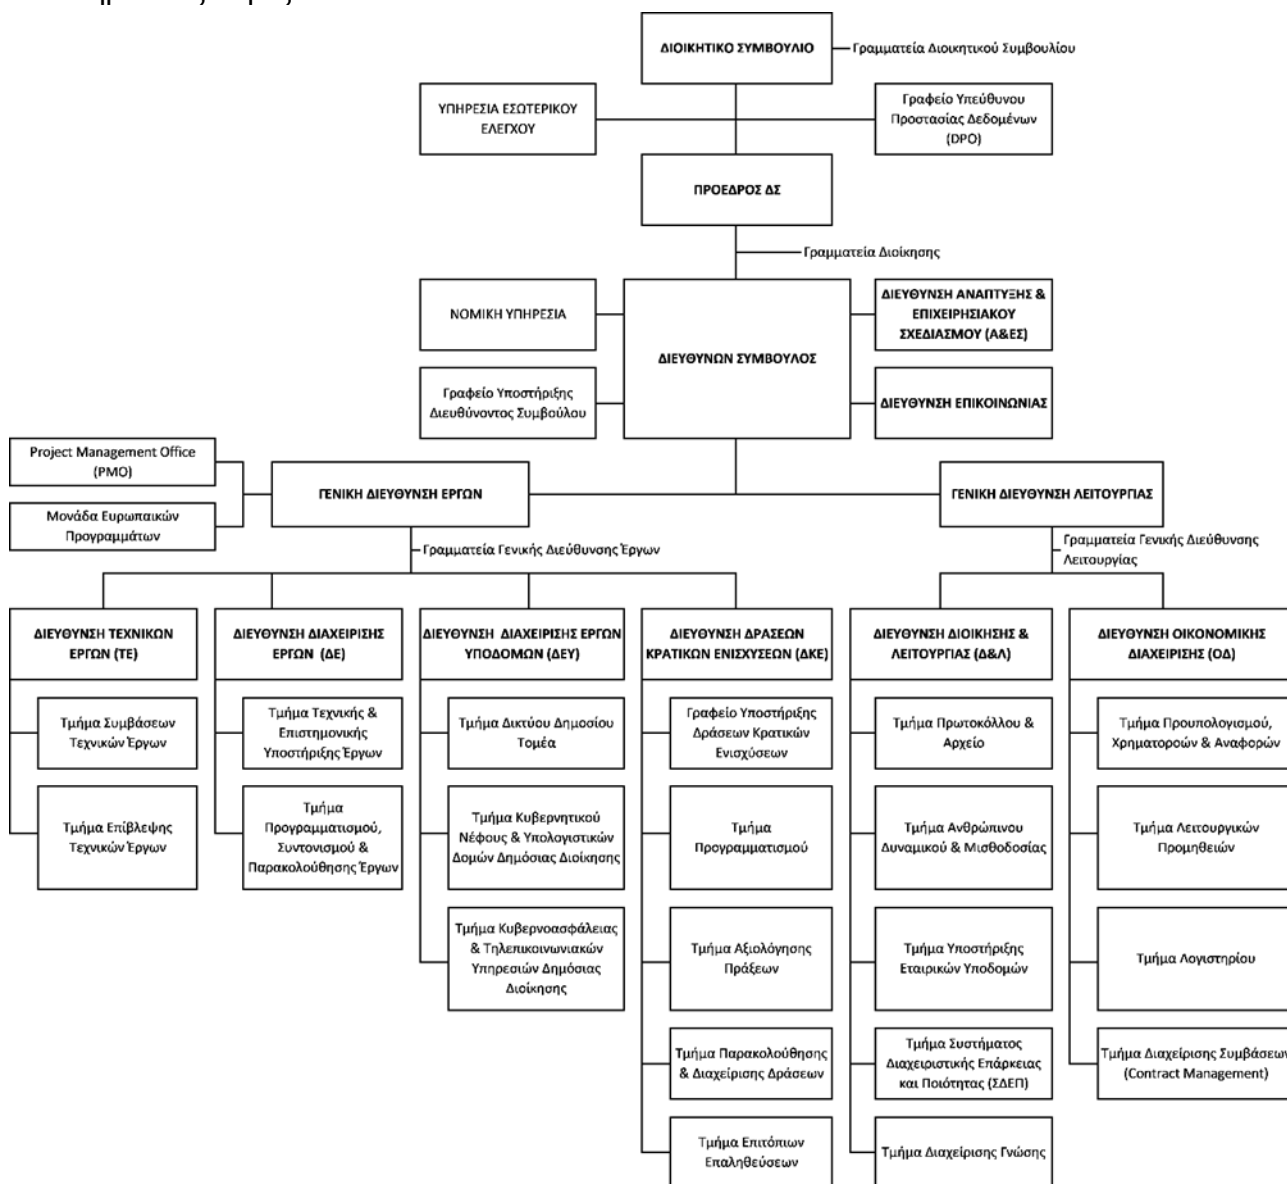 ΔΙΟΙΚΗΤΙΚΟ ΣΥΜΒΟΥΛΙΟ
Γραμματεία Διοικητικού Συμβουλίου
ΥΠΗΡΕΣΙΑ ΕΣΩΤΕΡΙΚΟΥ
ΕΛΕΓΧΟΥ
Γραφείο Υπεύθυνου
Προστασίας Δεδομένων
(DPO)
ΠΡΟΕΔΡΟΣ ΔΣ
Γραμματεία Διοίκησης
ΝΟΜΙΚΗ ΥΠΗΡΕΣΙΑ
ΔΙΕΥΘΥΝΣΗ ΑΝΑΠΤΥΞΗΣ &
ΕΠΙΧΕΙΡΗΣΙΑΚΟΥ
ΣΧΕΔΙΑΣΜΟΥ (Α&ΕΣ)
ΔΙΕΥΘΥΝΩΝ ΣΥΜΒΟΥΛΟΣ
Γραφείο Υποστήριξης
Διευθύνοντος Συμβούλου
ΔΙΕΥΘΥΝΣΗ ΕΠΙΚΟΙΝΩΝΙΑΣ
Project Management Office
(PMO)
Μονάδα Ευρωπαικών
Προγραμμάτων
ΓΕΝΙΚΗ ΔΙΕΥΘΥΝΣΗ ΕΡΓΩΝ
ΓΕΝΙΚΗ ΔΙΕΥΘΥΝΣΗ ΛΕΙΤΟΥΡΓΙΑΣ
Γραμματεία Γενικής Διεύθυνσης Έργων
Γραμματεία Γενικής Διεύθυνσης
Λειτουργίας
ΔΙΕΥΘΥΝΣΗ ΤΕΧΝΙΚΩΝ
ΕΡΓΩΝ (ΤΕ)
Τμήμα Συμβάσεων
Τεχνικών Έργων
Τμήμα Επίβλεψης
Τεχνικών Έργων
ΔΙΕΥΘΥΝΣΗ ΔΙΑΧΕΙΡΙΣΗΣ
ΕΡΓΩΝ (ΔΕ)
Τμήμα Τεχνικής &
Επιστημονικής
Υποστήριξης Έργων
Τμήμα
Προγραμματισμού,
Συντονισμού &
Παρακολούθησης Έργων
ΔΙΕΥΘΥΝΣΗ ΔΙΑΧΕΙΡΙΣΗΣ ΕΡΓΩΝ
ΥΠΟΔΟΜΩΝ (ΔΕΥ)
Τμήμα Δικτύου Δημοσίου
Τομέα
Τμήμα Κυβερνητικού
Νέφους & Υπολογιστικών
Δομών Δημόσιας Διοίκησης
Τμήμα Κυβερνοασφάλειας
& Τηλεπικοινωνιακών
Υπηρεσιών Δημόσιας
Διοίκησης
ΔΙΕΥΘΥΝΣΗ ΔΡΑΣΕΩΝ
ΚΡΑΤΙΚΩΝ ΕΝΙΣΧΥΣΕΩΝ (ΔΚΕ)
Γραφείο Υποστήριξης
Δράσεων Κρατικών
Ενισχύσεων
Τμήμα
Προγραμματισμού
Τμήμα Αξιολόγησης
Πράξεων
Τμήμα Παρακολούθησης
& Διαχείρισης Δράσεων
Τμήμα Επιτόπιων
Επαληθεύσεων
ΔΙΕΥΘΥΝΣΗ ΔΙΟΙΚΗΣΗΣ &
ΛΕΙΤΟΥΡΓΙΑΣ (Δ&Λ)
Τμήμα Πρωτοκόλλου &
Αρχείο
Τμήμα Ανθρώπινου
Δυναμικού & Μισθοδοσίας
Τμήμα Υποστήριξης
Εταιρικών Υποδομών
Τμήμα Συστήματος
Διαχειριστικής Επάρκειας
και Ποιότητας (ΣΔΕΠ)
Τμήμα Διαχείρισης Γνώσης
ΔΙΕΥΘΥΝΣΗ ΟΙΚΟΝΟΜΙΚΗΣ
ΔΙΑΧΕΙΡΙΣΗΣ (ΟΔ)
Τμήμα Προυπολογισμού,
Χρηματοροών & Αναφορών
Τμήμα Λειτουργικών
Προμηθειών
Τμήμα Λογιστηρίου
Τμήμα Διαχείρισης Συμβάσεων
(Contract Management)